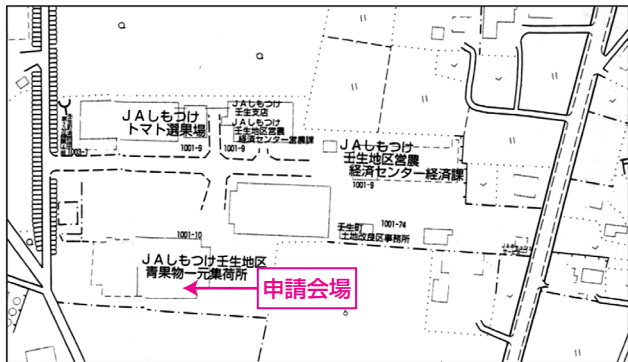 JAしもつけ
トマト選果場
1001-9
JAしもつけ
壬生支店
JAしもつけ
壬生地区営農
経済センター営農課
1001-9
JAしもつけ
壬生地区営農
経済センター経済課
1001-9
壬生町
土地改良区事務所
1001-74
1001-10
JAしもつけ壬生地区
青果物一元集荷所
申請会場